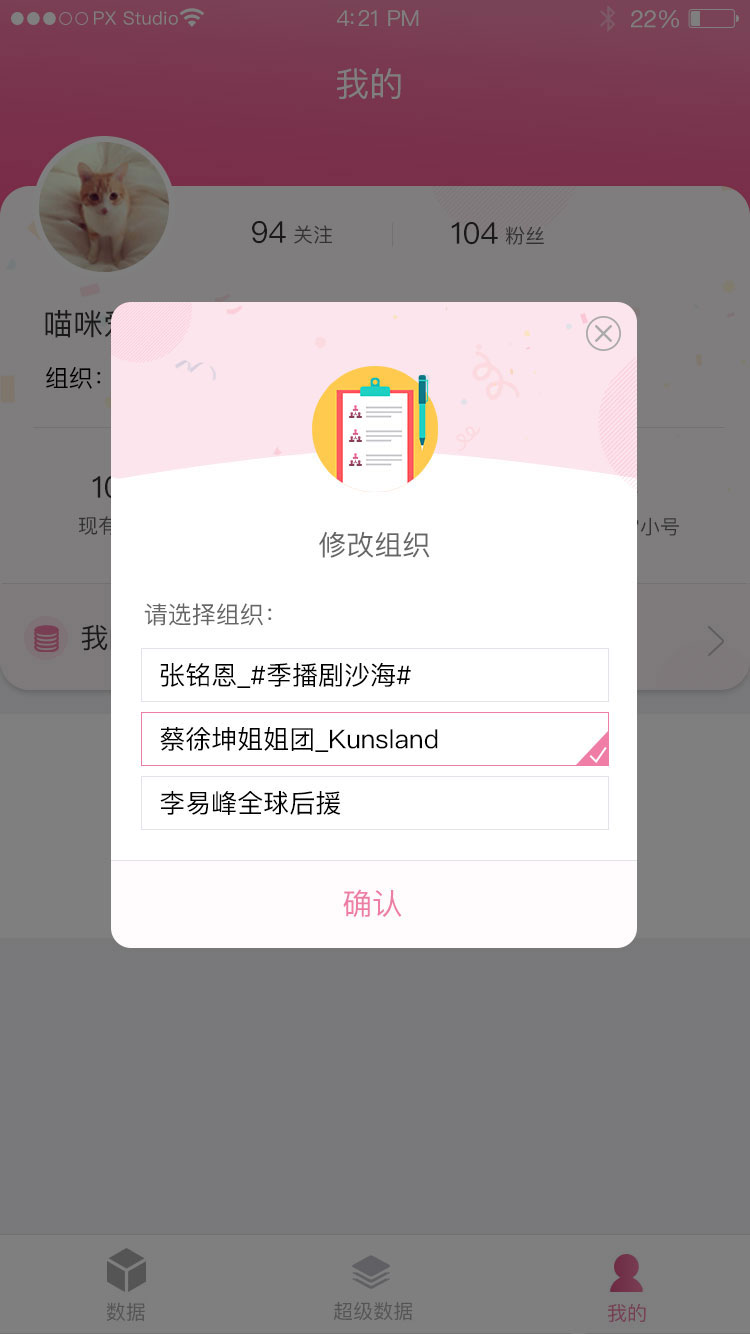 PX Studio 4:21 PM 22%
我的
94 关注 104 粉丝
喵咪
组织：
修改组织
请选择组织：
张铭恩_#季播剧沙海#
蔡徐坤姐姐团_Kunsland
李易峰全球后援
确认
现有
小号
我
数据 超级数据 我的